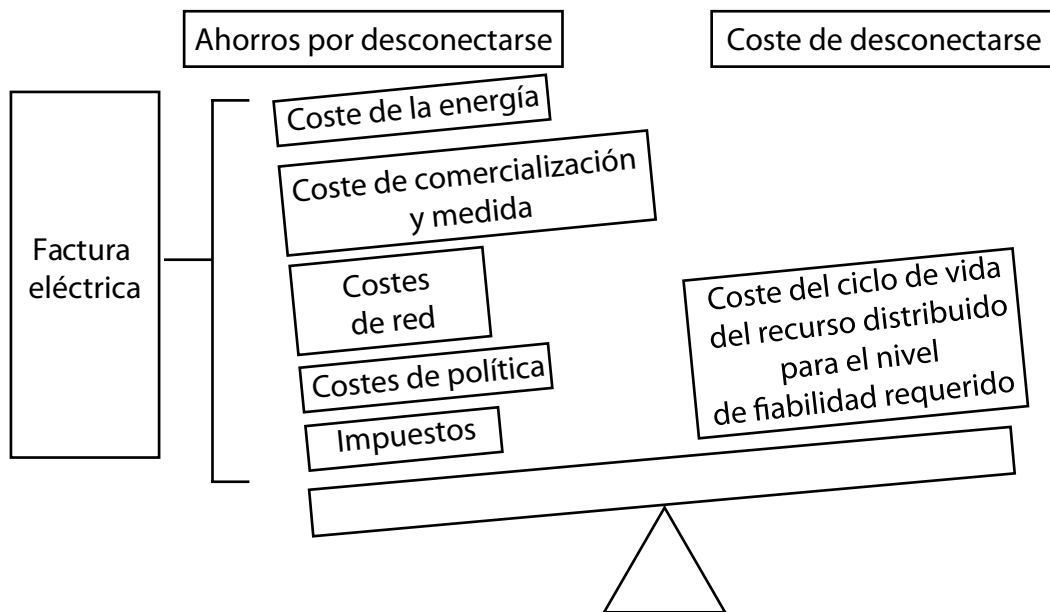 Ahorros por desconectarse
Coste de desconectarse
Factura
eléctrica
Coste de la energía
Coste de comercialización
y medida
Costes
de red
Costes de política
Impuestos
Coste del ciclo de vida
del recurso distribuido
para el nivel
de fiabilidad requerido